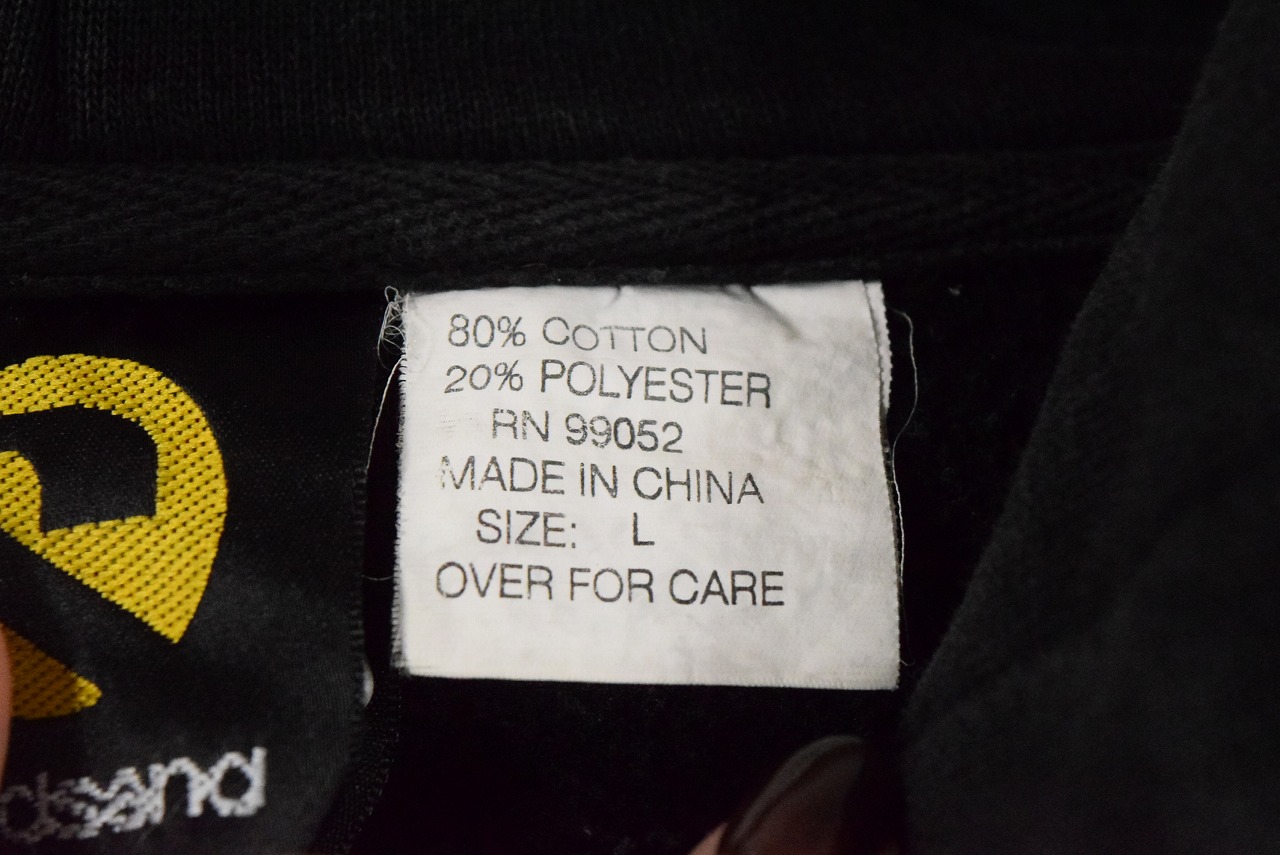 80% COTTON
20% POLYESTER
RN 99052
MADE IN CHINA
SIZE: L
OVER FOR CARE